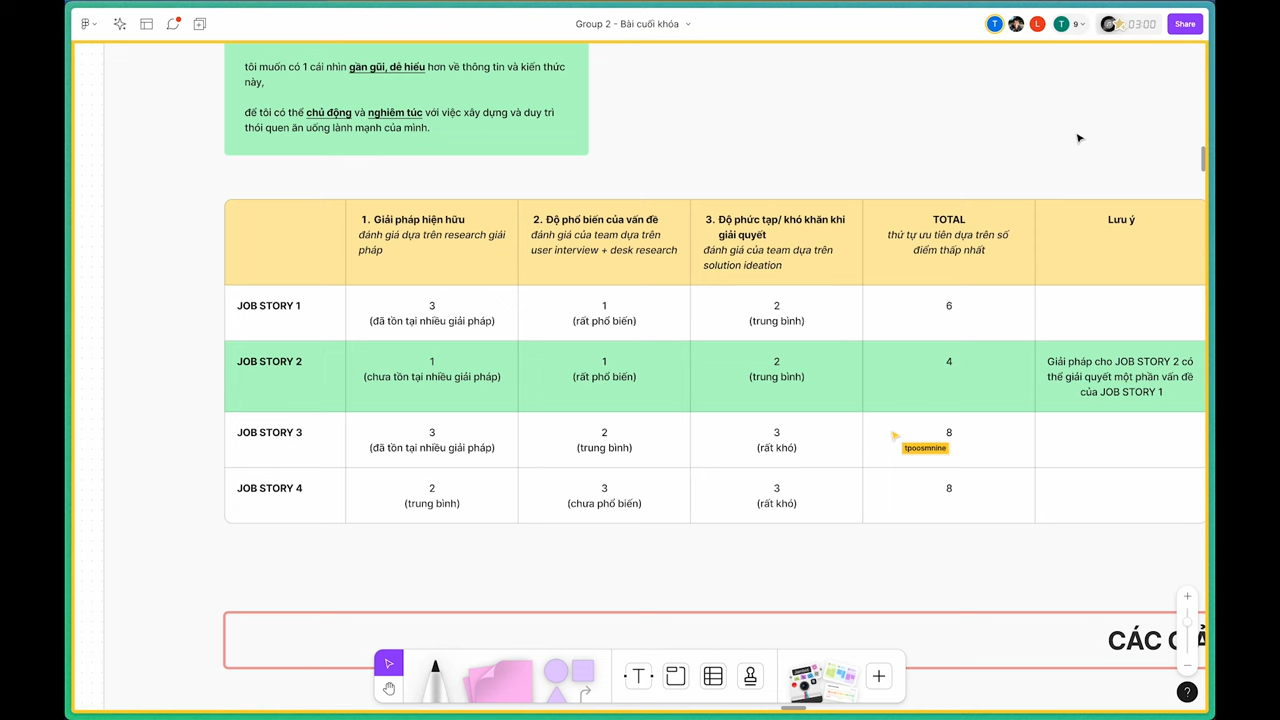 Group 2 - Bài cuối khóa
T
L
T
9
03:00
Share
tôi muốn có 1 cái nhìn gần gũi, dễ hiểu hơn về thông tin và kiến thức
này,
để tôi có thể chủ động và nghiêm túc với việc xây dựng và duy trì
thói quen ăn uống lành mạnh của mình.
1. Giải pháp hiện hữu
đánh giá dựa trên research giải
pháp
2. Độ phổ biến của vấn đề
đánh giá của team dựa trên
user interview + desk research
3. Độ phức tạp/ khó khăn khi
giải quyết
đánh giá của team dựa trên
solution ideation
TOTAL
thứ tự ưu tiên dựa trên số
điểm thấp nhất
Lưu ý
JOB STORY 1
3
(đã tồn tại nhiều giải pháp)
1
(rất phổ biến)
2
(trung bình)
6
JOB STORY 2
1
(chưa tồn tại nhiều giải pháp)
1
(rất phổ biến)
2
(trung bình)
4
Giải pháp cho JOB STORY 2 có
thể giải quyết một phần vấn đề
của JOB STORY 1
JOB STORY 3
3
(đã tồn tại nhiều giải pháp)
2
(trung bình)
3
(rất khó)
8
tpoosmnine
JOB STORY 4
2
(trung bình)
3
(chưa phổ biến)
3
(rất khó)
8
CÁC
T
?